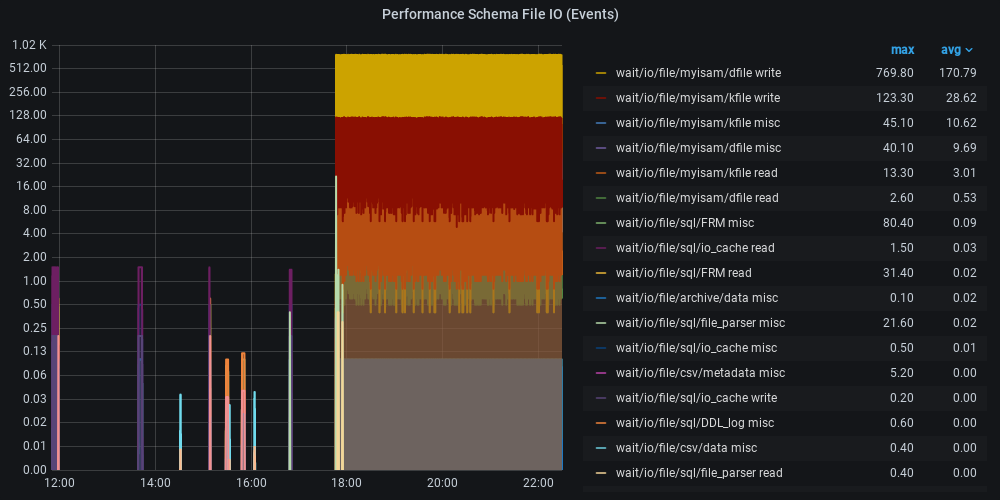 Performance Schema File IO (Events)
1.02 K
512.00
256.00
128.00
64.00
32.00
16.00
8.00
4.00
2.00
1.00
0.50
0.25
0.13
0.06
0.03
0.02
0.01
0.00
12:00 14:00 16:00 18:00 20:00 22:00
max avg
wait/io/file/myisam/dfile write 769.80 170.79
wait/io/file/myisam/kfile write 123.30 28.62
wait/io/file/myisam/kfile misc 45.10 10.62
wait/io/file/myisam/dfile misc 40.10 9.69
wait/io/file/myisam/kfile read 13.30 3.01
wait/io/file/myisam/dfile read 2.60 0.53
wait/io/file/sql/FRM misc 80.40 0.09
wait/io/file/sql/io_cache read 1.50 0.03
wait/io/file/sql/FRM read 31.40 0.02
wait/io/file/archive/data misc 0.10 0.02
wait/io/file/sql/file_parser misc 21.60 0.02
wait/io/file/sql/io_cache misc 0.50 0.01
wait/io/file/csv/metadata misc 5.20 0.00
wait/io/file/sql/io_cache write 0.20 0.00
wait/io/file/sql/DDL_log misc 0.60 0.00
wait/io/file/csv/data misc 0.40 0.00
wait/io/file/sql/file_parser read 0.40 0.00